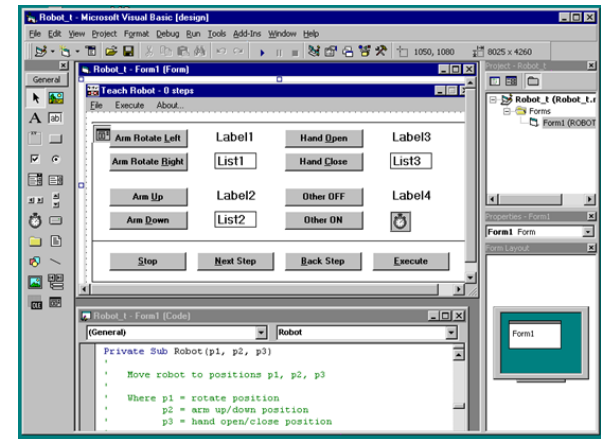 Robot_t - Microsoft Visual Basic [design]
File Edit View Project Format Debug Run Tools Add-Ins Window Help
1050, 1080 8025 x 4260
General
A ab|
Robot_t - Form1 (Form)
Teach Robot - 0 steps
File Execute About...
Arm Rotate Left Label1 Hand Open Label3
Arm Rotate Right List1 Hand Close List3
Arm Up Label2 Other OFF Label4
Arm Down List2 Other ON
Stop Next Step Back Step Execute
Robot_t - Form1 (Code)
(General) Robot
Private Sub Robot(p1, p2, p3)
'
' Move robot to positions p1, p2, p3
'
' Where p1 = rotate position
' p2 = arm up/down position
' p3 = hand open/close position
Project - Robot_t
Robot_t (Robot_t.
Forms
Form1 (ROBOT
Properties - Form1
Form1 Form
Form Layout
Form1